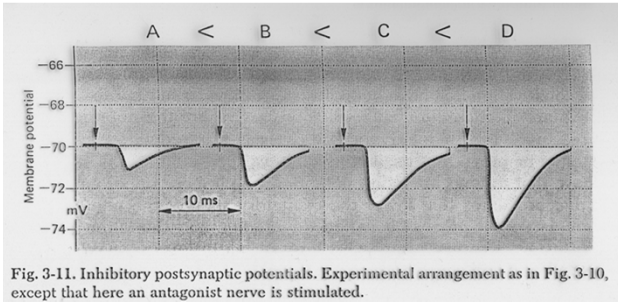 A < B < C < D
-66
-68
-70
-72
mV
-74
Membrane potential
10 ms
Fig. 3-11. Inhibitory postsynaptic potentials. Experimental arrangement as in Fig. 3-10,
except that here an antagonist nerve is stimulated.